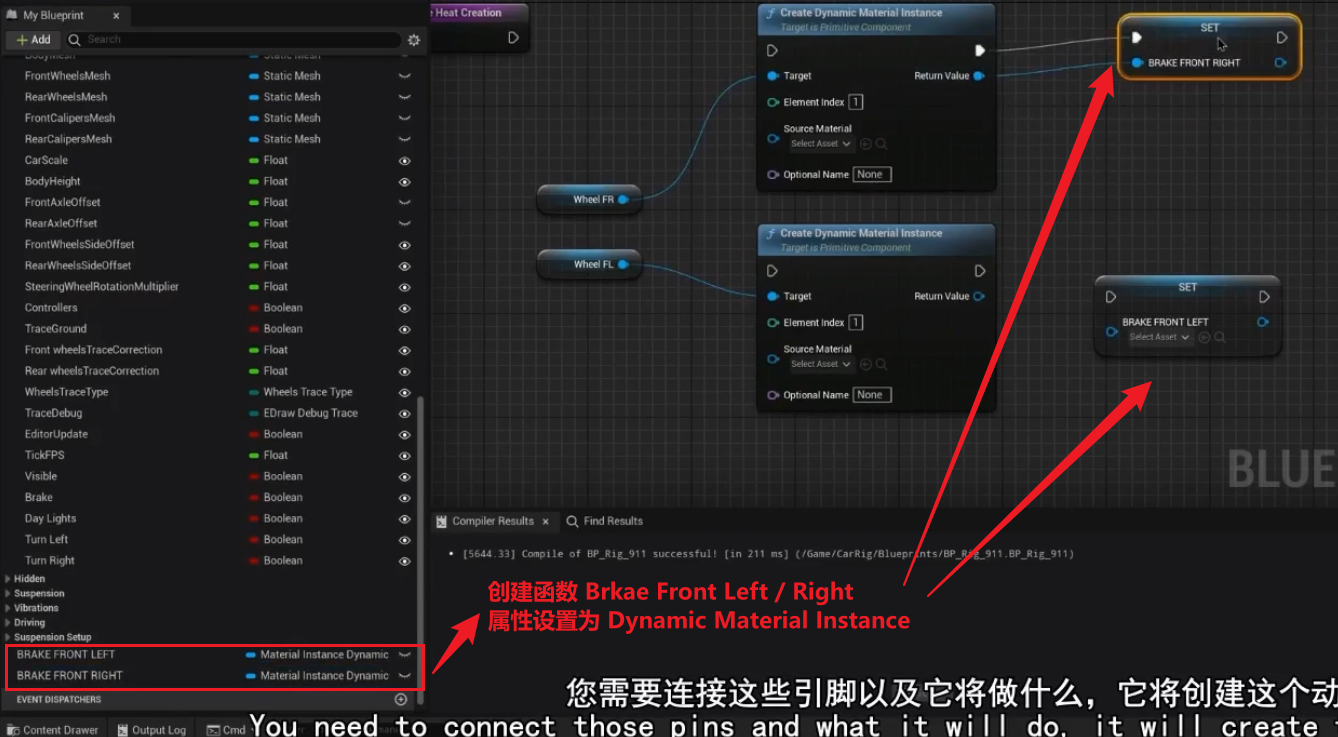 My Blueprint
Add
Search
BodyMesh Static Mesh
FrontWheelsMesh Static Mesh
RearWheelsMesh Static Mesh
FrontCalipersMesh Static Mesh
RearCalipersMesh Static Mesh
CarScale Float
BodyHeight Float
FrontAxleOffset Float
RearAxleOffset Float
FrontWheelsSideOffset Float
RearWheelsSideOffset Float
SteeringWheelRotationMultiplier Float
Controllers Boolean
TraceGround Boolean
Front wheelsTraceCorrection Float
Rear wheelsTraceCorrection Float
WheelsTraceType Wheels Trace Type
TraceDebug EDraw Debug Trace
EditorUpdate Boolean
TickFPS Float
Visible Boolean
Brake Boolean
Day Lights Boolean
Turn Left Boolean
Turn Right Boolean
Hidden
Suspension
Vibrations
Driving
Suspension Setup
BRAKE FRONT LEFT Material Instance Dynamic
BRAKE FRONT RIGHT Material Instance Dynamic
EVENT DISPATCHERS
Content Drawer Output Log Cmd
Heat Creation
Create Dynamic Material Instance
Target is Primitive Component
Target Return Value
Element Index 1
Source Material
Select Asset
Optional Name None
SET
BRAKE FRONT RIGHT
Wheel FR
Wheel FL
Create Dynamic Material Instance
Target is Primitive Component
Target Return Value
Element Index 1
Source Material
Select Asset
Optional Name None
SET
BRAKE FRONT LEFT
Select Asset
BLUE
Compiler Results Find Results
[5644.33] Compile of BP_Rig_911 successful! [in 211 ms] (/Game/CarRig/Blueprints/BP_Rig_911.BP_Rig_911)
创建函数 Brkae Front Left / Right
属性设置为 Dynamic Material Instance
您需要连接这些引脚以及它将做什么，它将创建这个动
You need to connect those pins and what it will do, it will create